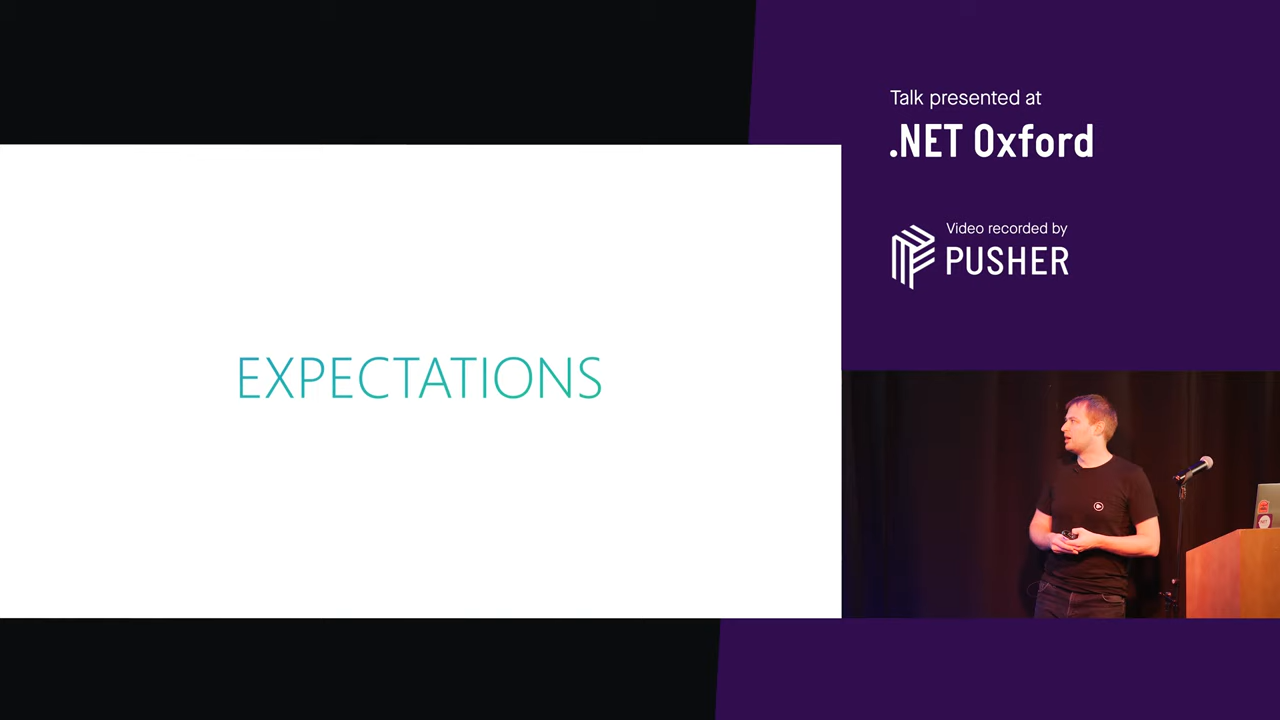 Talk presented at
.NET Oxford
Video recorded by
PUSHER
EXPECTATIONS